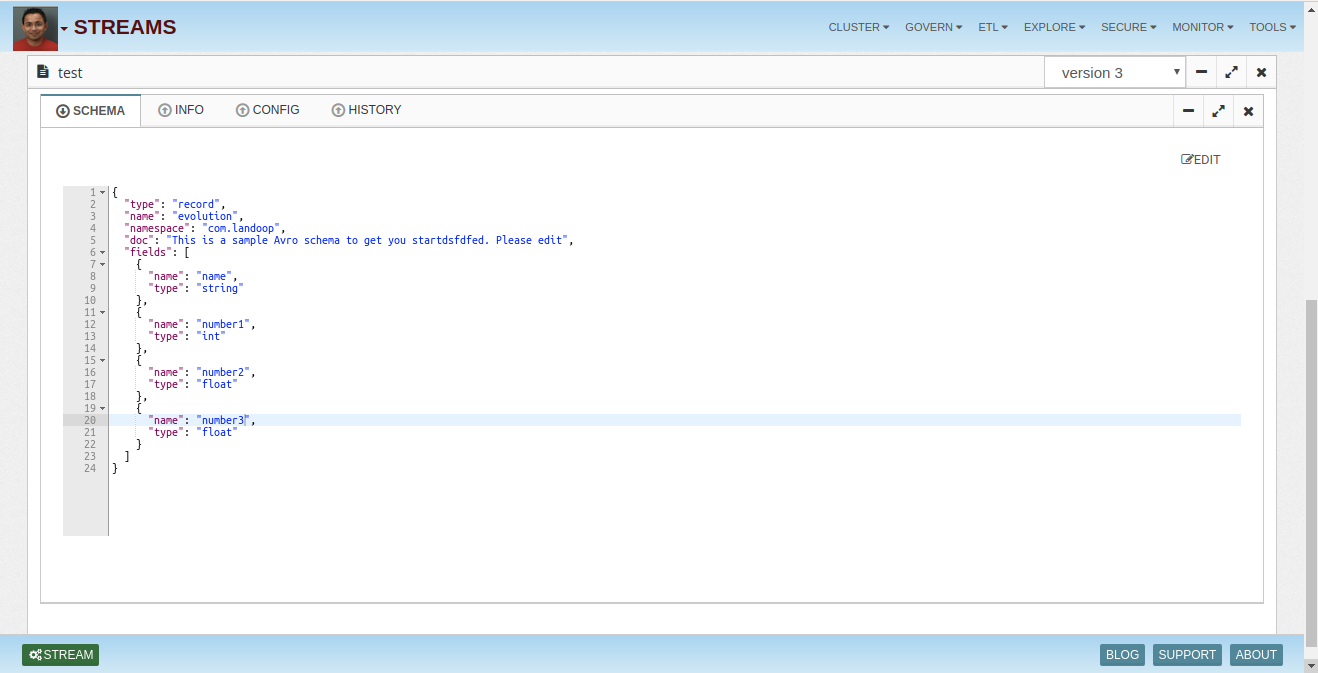 STREAMS
CLUSTER GOVERN ETL EXPLORE SECURE MONITOR TOOLS
test
version 3
SCHEMA INFO CONFIG HISTORY
EDIT
1 {
2 "type": "record",
3 "name": "evolution",
4 "namespace": "com.landoop",
5 "doc": "This is a sample Avro schema to get you startdsfdfed. Please edit",
6 "fields": [
7 {
8 "name": "name",
9 "type": "string"
10 },
11 {
12 "name": "number1",
13 "type": "int"
14 },
15 {
16 "name": "number2",
17 "type": "float"
18 },
19 {
20 "name": "number3",
21 "type": "float"
22 }
23 ]
24 }
STREAM
BLOG SUPPORT ABOUT